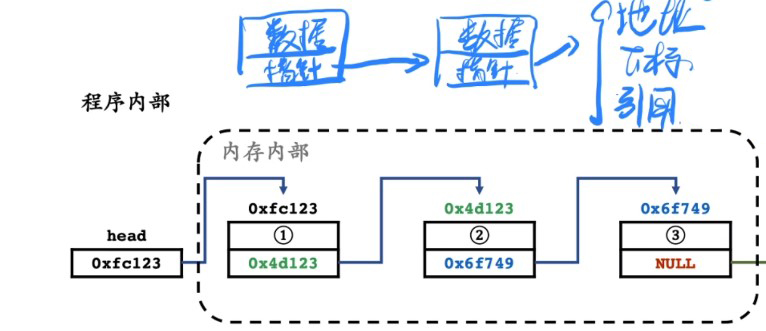 数据
指针
数据
指针
地址
下标
引用
程序内部
内存内部
0xfc123
0x4d123
0x6f749
head
①
②
③
0xfc123
0x4d123
0x6f749
NULL